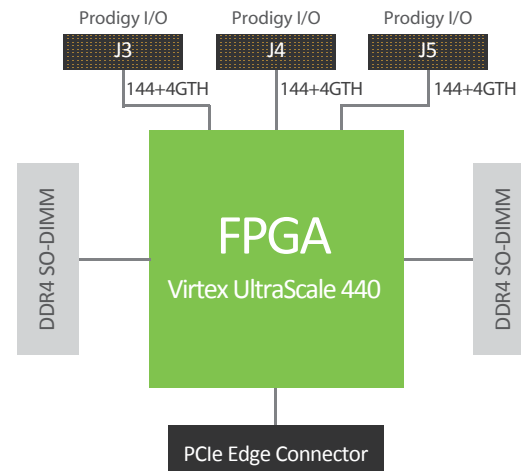 Prodigy I/O
Prodigy I/O
Prodigy I/O
J3
J4
J5
144+4GTH
144+4GTH
144+4GTH
DDR4 SO-DIMM
FPGA
Virtex UltraScale 440
DDR4 SO-DIMM
PCIe Edge Connector